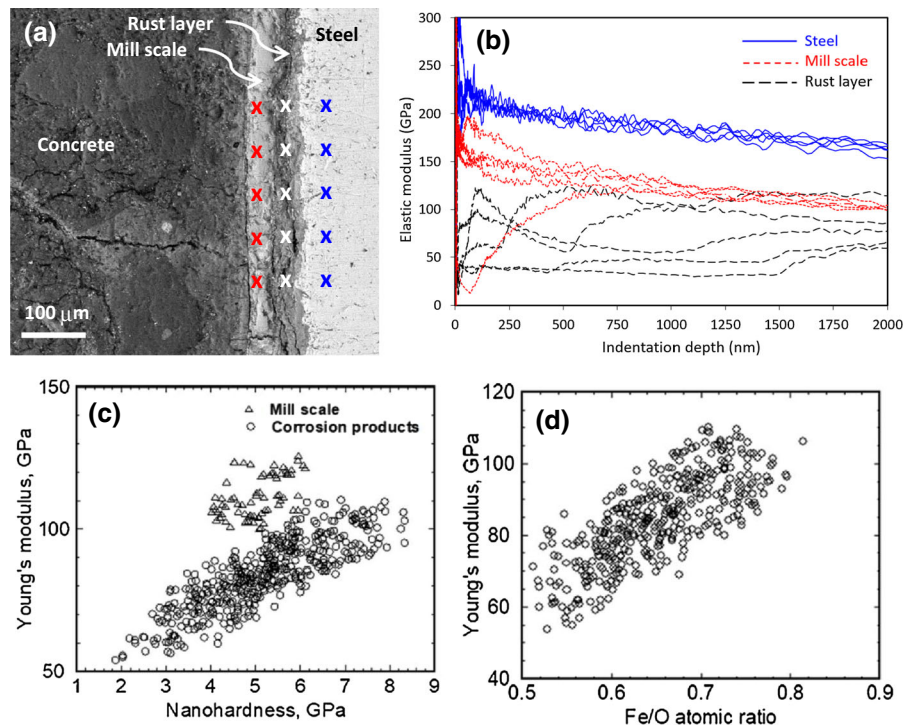 (a)
Rust layer
Mill scale
Steel
Concrete
X X X
X X X
X X X
X X X
X X X
100 μm
(b)
Steel
Mill scale
Rust layer
Elastic modulus (GPa)
300
250
200
150
100
50
0
0 250 500 750 1000 1250 1500 1750 2000
Indentation depth (nm)
(c)
Mill scale
Corrosion products
Young's modulus, GPa
150
100
50
1 2 3 4 5 6 7 8 9
Nanohardness, GPa
(d)
Young's modulus, GPa
120
100
80
60
40
0.5 0.6 0.7 0.8 0.9
Fe/O atomic ratio